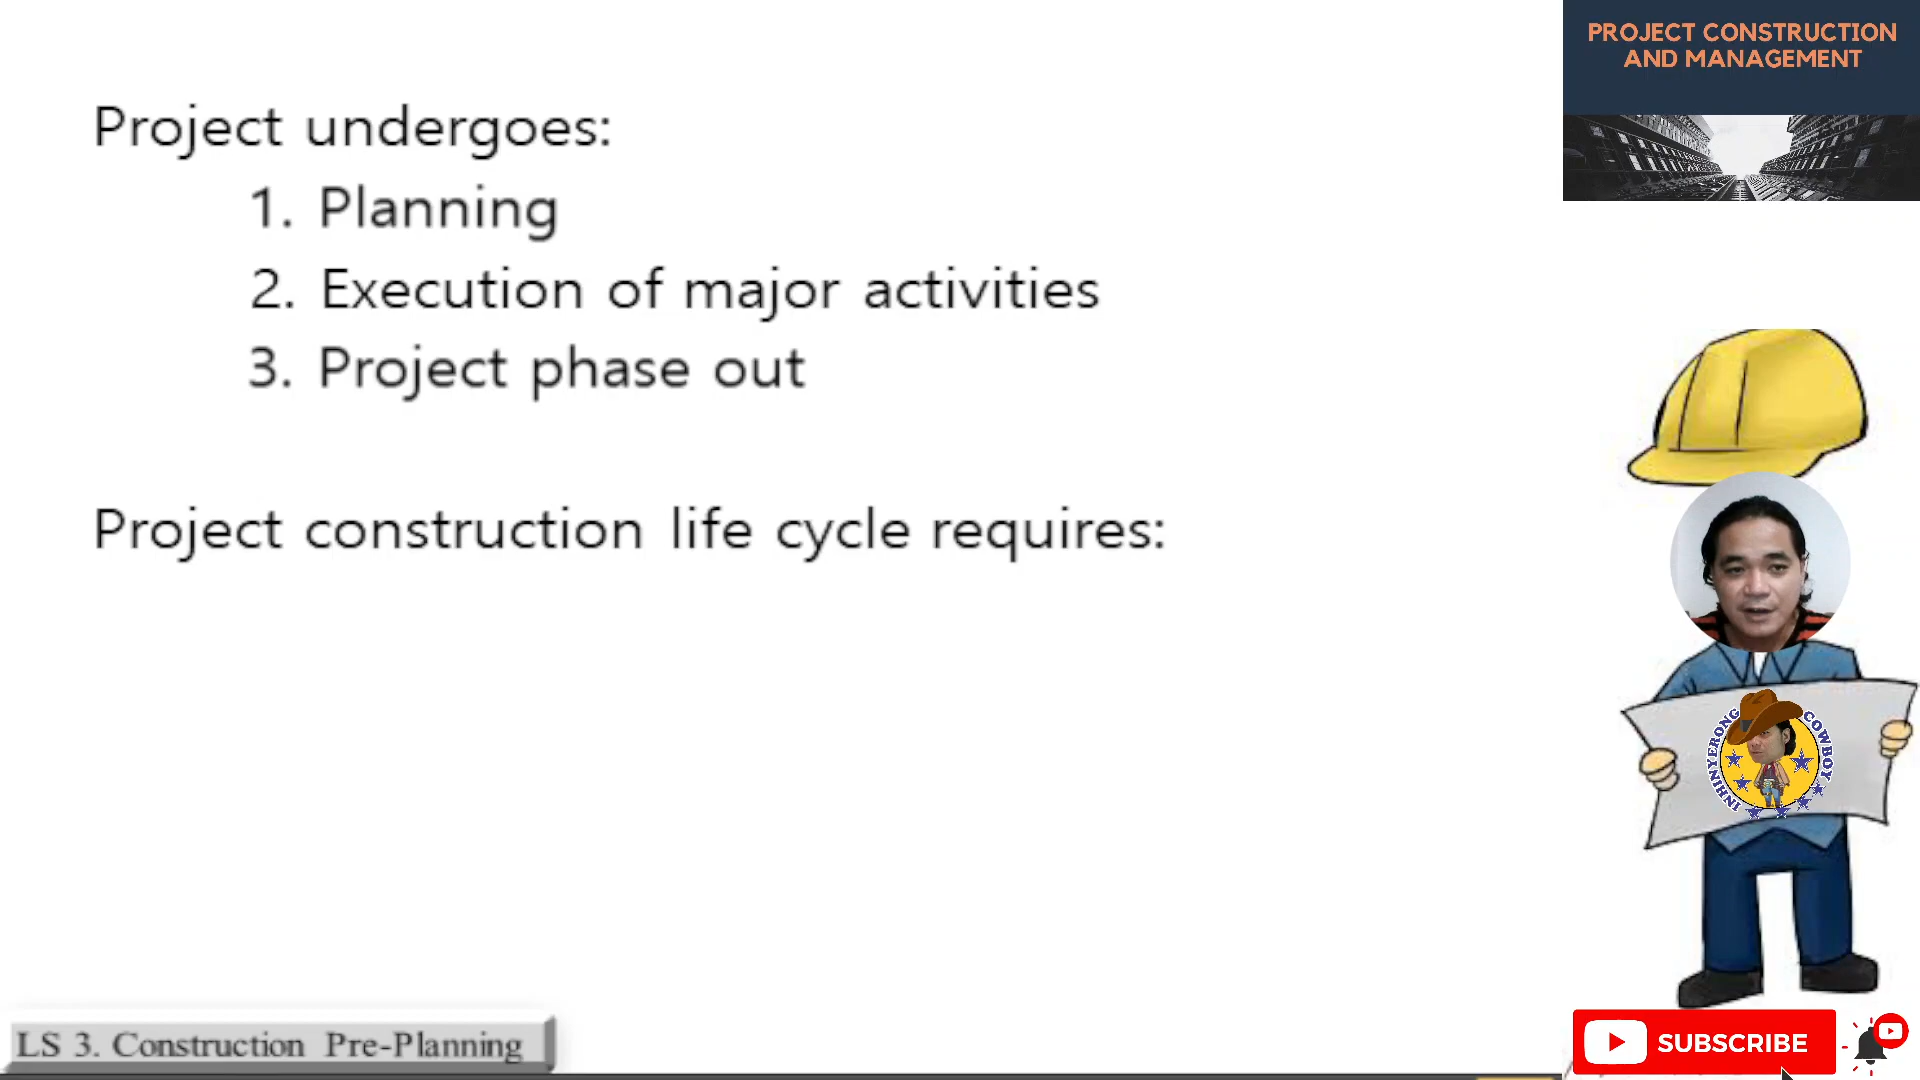 PROJECT CONSTRUCTION
AND MANAGEMENT
Project undergoes:
1. Planning
2. Execution of major activities
3. Project phase out
Project construction life cycle requires:
INHINYERONG COWBOY
LS 3. Construction Pre-Planning
SUBSCRIBE